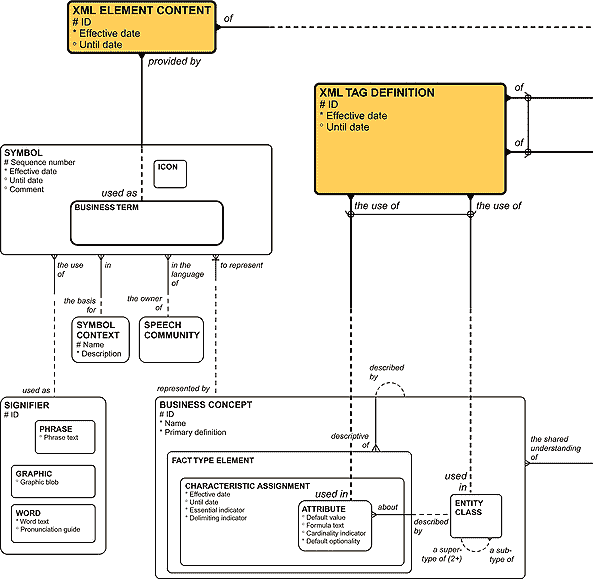 XML ELEMENT CONTENT
# ID
* Effective date
° Until date
of
provided by
XML TAG DEFINITION
# ID
* Effective date
° Until date
of
of
the use of
the use of
SYMBOL
# Sequence number
* Effective date
° Until date
° Comment
ICON
used as
BUSINESS TERM
the use
of
in
in the
language
of
to represent
the basis
for
the owner
of
SYMBOL
CONTEXT
# Name
* Description
SPEECH
COMMUNITY
used as
represented by
described
by
SIGNIFIER
# ID
PHRASE
° Phrase text
GRAPHIC
° Graphic blob
WORD
* Word text
° Pronunciation guide
BUSINESS CONCEPT
# ID
* Name
* Primary definition
descriptive
of
the shared
understanding
of
FACT TYPE ELEMENT
CHARACTERISTIC ASSIGNMENT
* Effective date
° Until date
* Essential indicator
* Delimiting indicator
used in
ATTRIBUTE
° Default value
° Formula text
* Cardinality indicator
* Default optionality
about
described
by
used
in
ENTITY
CLASS
a super-
type of (2+)
a sub-
type of